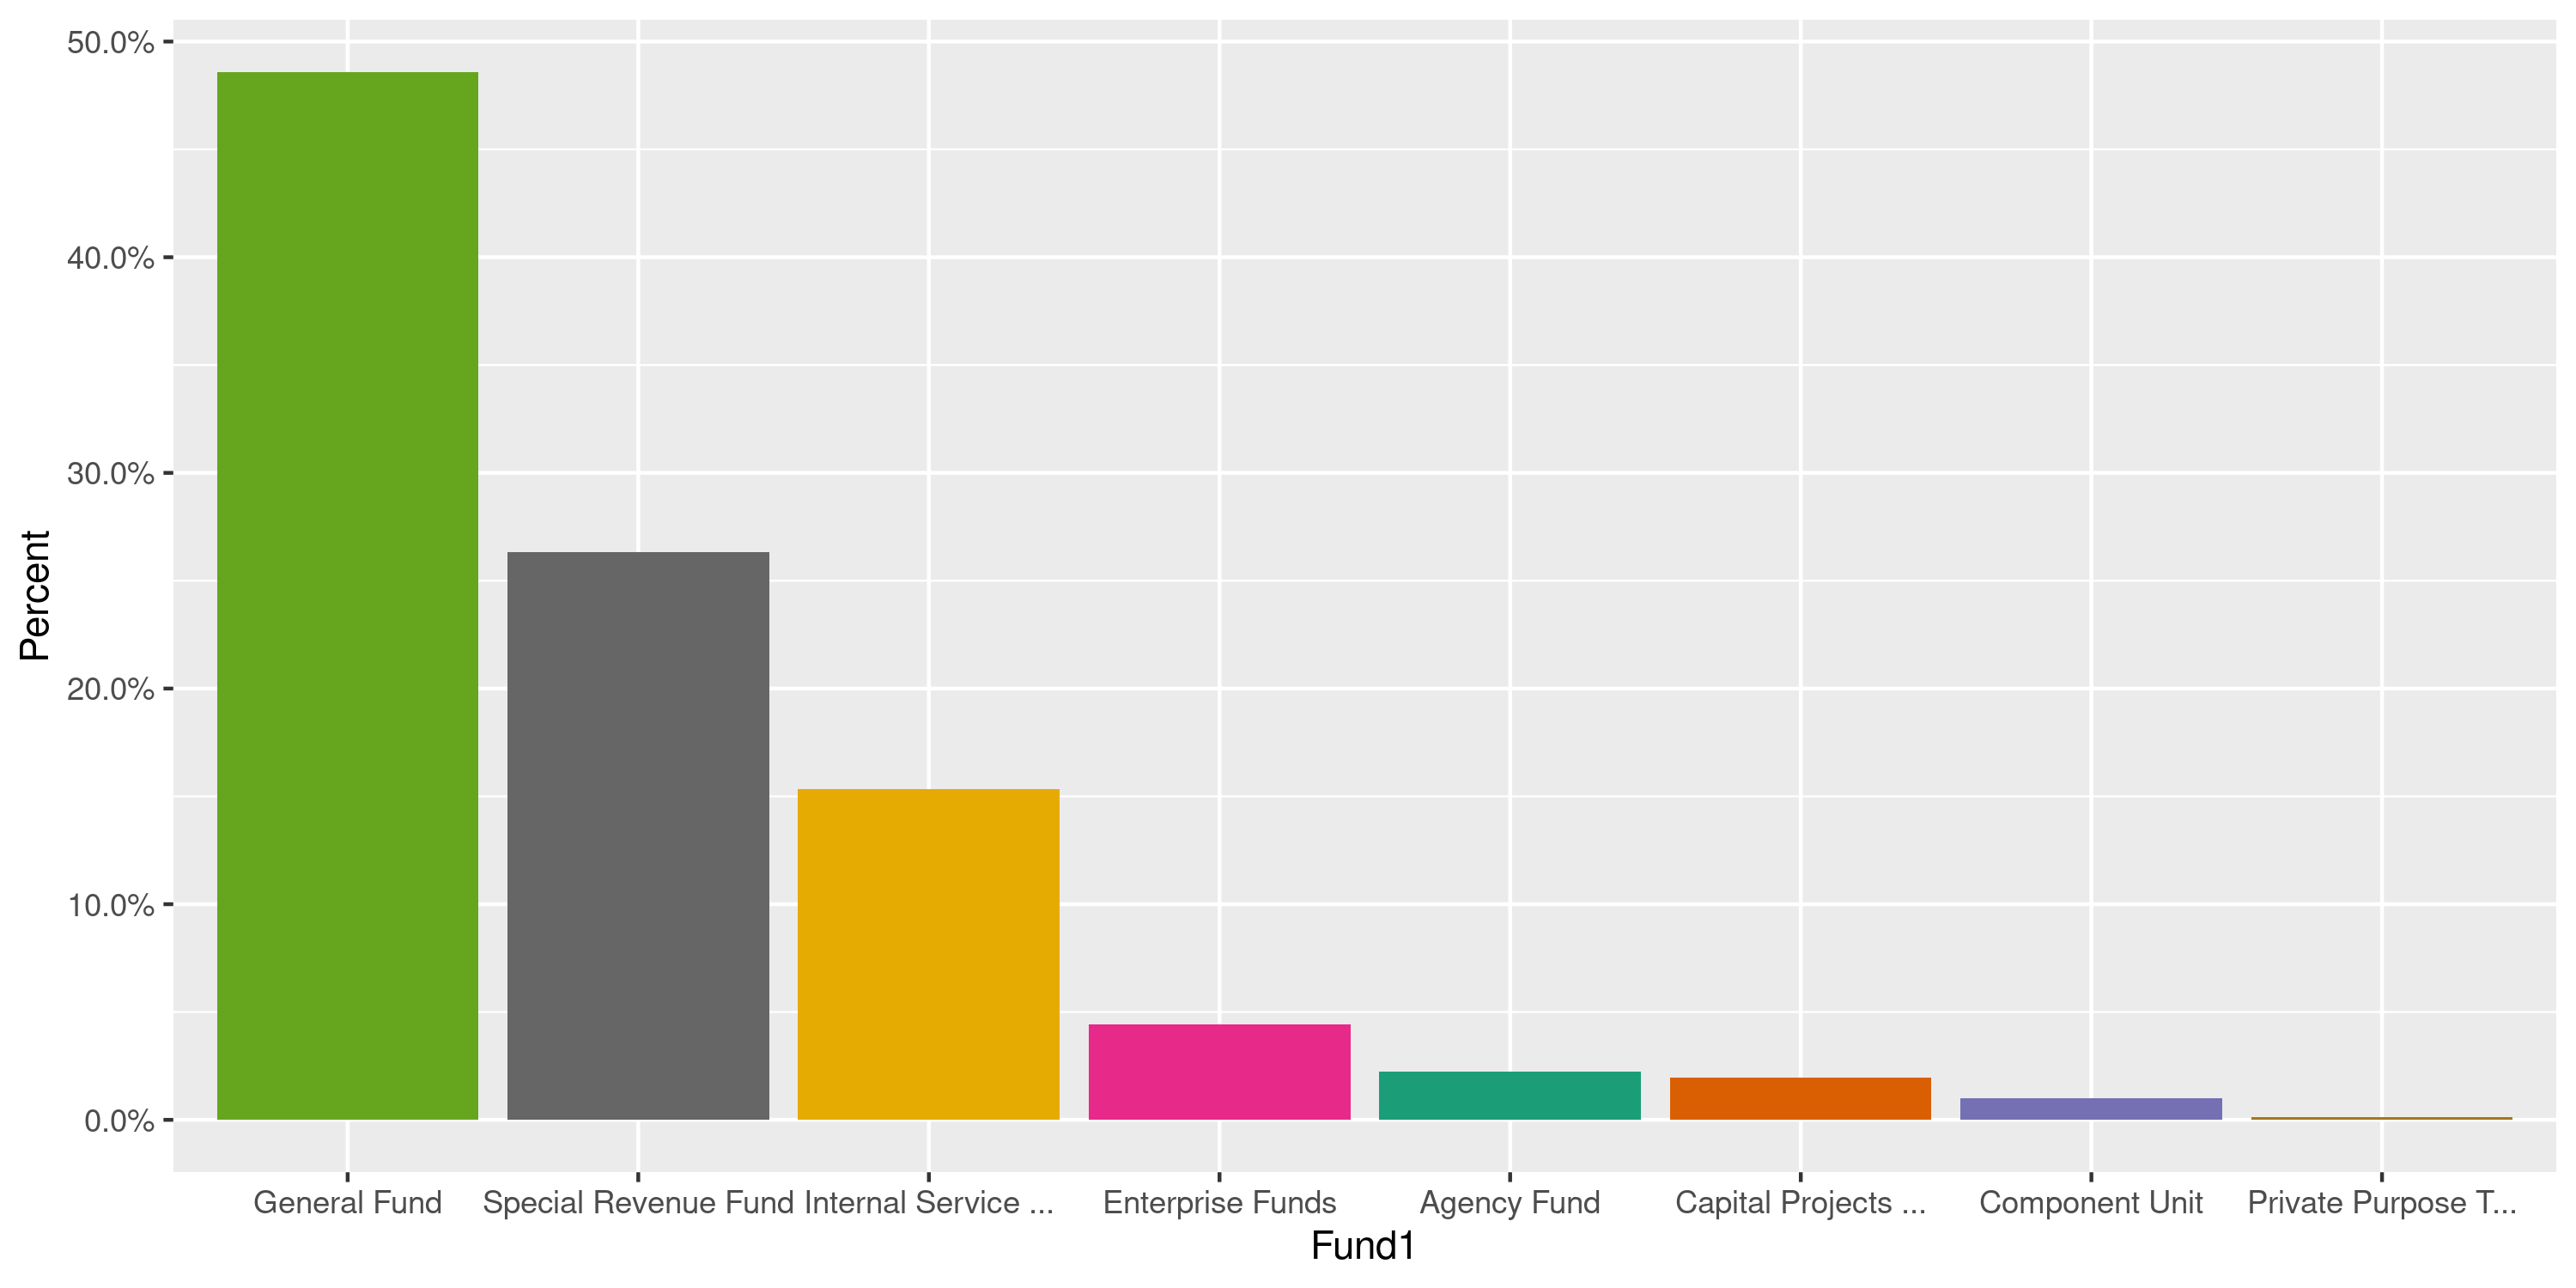 50.0%
40.0%
30.0%
20.0%
10.0%
0.0%
Percent
General Fund Special Revenue Fund Internal Service ... Enterprise Funds Agency Fund Capital Projects ... Component Unit Private Purpose T...
Fund1